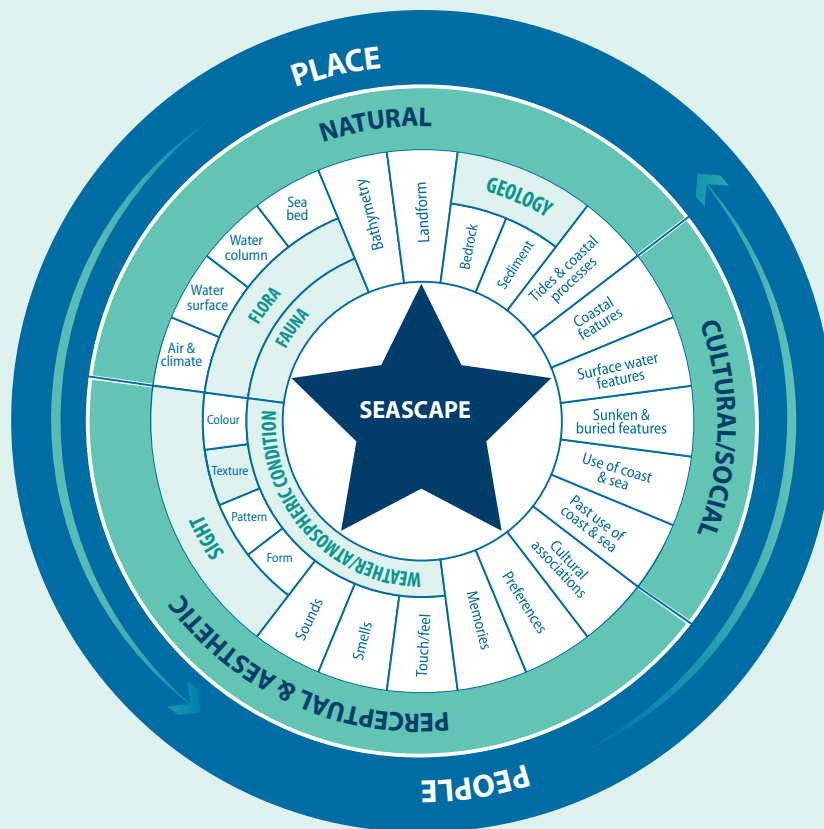 PLACE
NATURAL
Air &
climate
Water
surface
Water
column
Sea
bed
FLORA
FAUNA
Bathymetry
Landform
GEOLOGY
Bedrock
Sediment
Tides & coastal
processes
CULTURAL/SOCIAL
Coastal
features
Surface water
features
Sunken &
buried features
Use of coast
& sea
Past use of
coast & sea
Cultural
associations
PERCEPTUAL & AESTHETIC
Preferences
Memories
Touch/feel
Smells
Sounds
SIGHT
Form
Pattern
Texture
Colour
WEATHER/ATMOSPHERIC CONDITION
SEASCAPE
PEOPLE